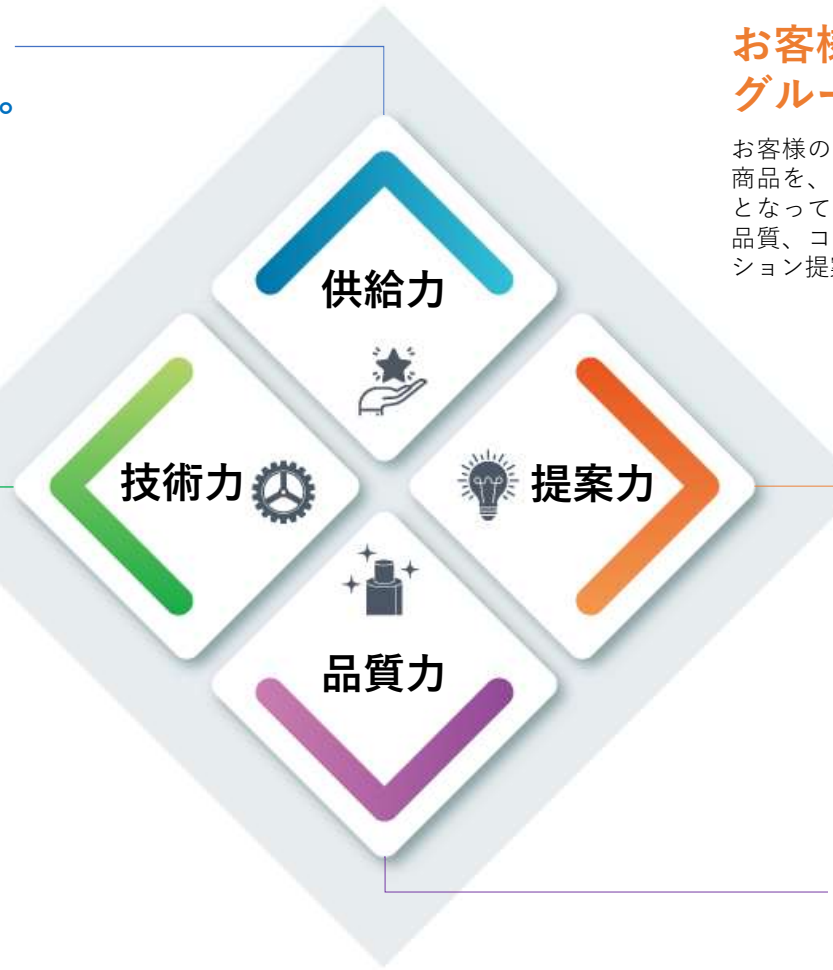 。
お客様
グルー
お客様の
商品を、
となって
品質、コ
ション提案
供給力
技術力
提案力
品質力